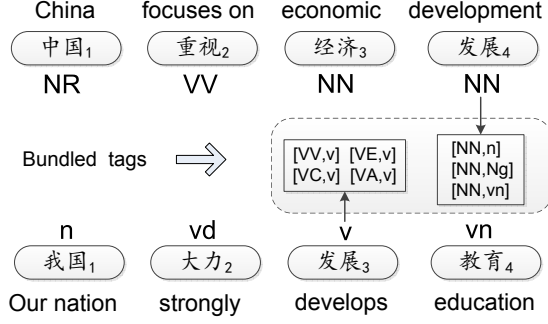 China focuses on economic development
中国1 重视2 经济3 发展4
NR VV NN NN
Bundled tags
[VV,v] [VE,v]
[VC,v] [VA,v]
[NN,n]
[NN,Ng]
[NN,vn]
n vd v vn
我国1 大力2 发展3 教育4
Our nation strongly develops education